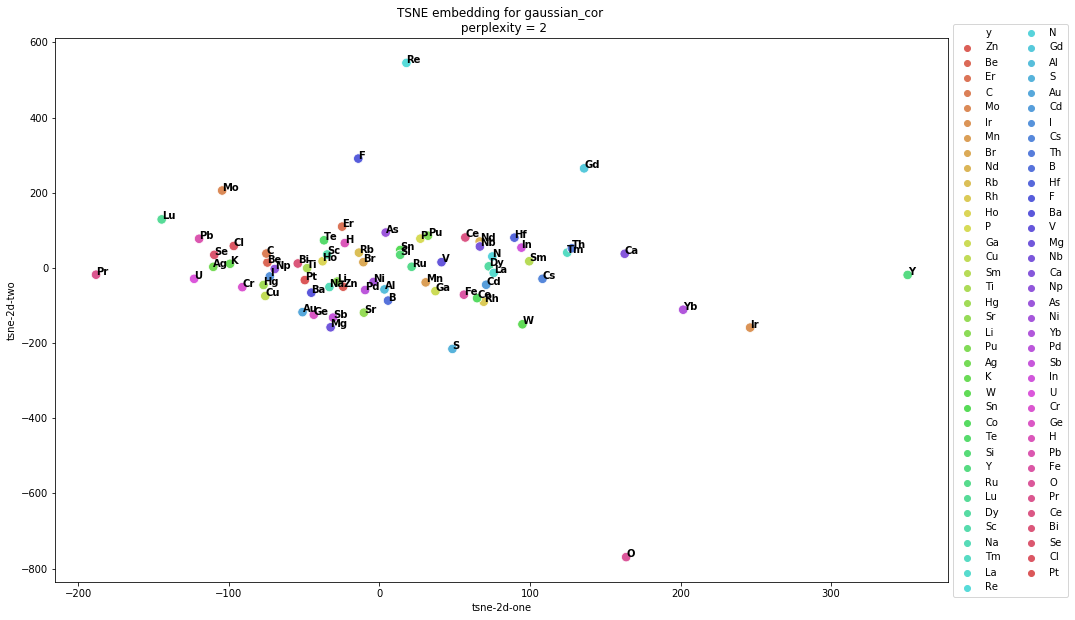 TSNE embedding for gaussian_cor
perplexity = 2
600
400
200
0
−200
−400
−600
−800
tsne-2d-two
−200
−100
0
100
200
300
tsne-2d-one
Re
F
Gd
Mo
Lu
Er
As
Pb
Te
H
P
Pu
Ce
Nd
Nb
Hf
In
Th
Tm
Ca
Cl
Se
C
Be
Sc
Ho
Rb
Br
Sn
Si
N
Dy
La
Sm
Ag
K
Np
I
Bi
Ti
Ru
V
Pr
U
Cr
Hg
Cu
Pt
Li
Na
Zn
Ni
Pd
Al
B
Mn
Ga
Cd
Cs
Y
Ba
Fe
Co
Rh
Au
Ge
Sb
Mg
Sr
W
Yb
Ir
S
O
y
Zn
Be
Er
C
Mo
Ir
Mn
Br
Nd
Rb
Rh
Ho
P
Ga
Cu
Sm
Ti
Hg
Sr
Li
Pu
Ag
K
W
Sn
Co
Te
Si
Y
Ru
Lu
Dy
Sc
Na
Tm
La
Re
N
Gd
Al
S
Au
Cd
I
Cs
Th
B
Hf
F
Ba
V
Mg
Nb
Ca
Np
As
Ni
Yb
Pd
Sb
In
U
Cr
Ge
H
Pb
Fe
O
Pr
Ce
Bi
Se
Cl
Pt